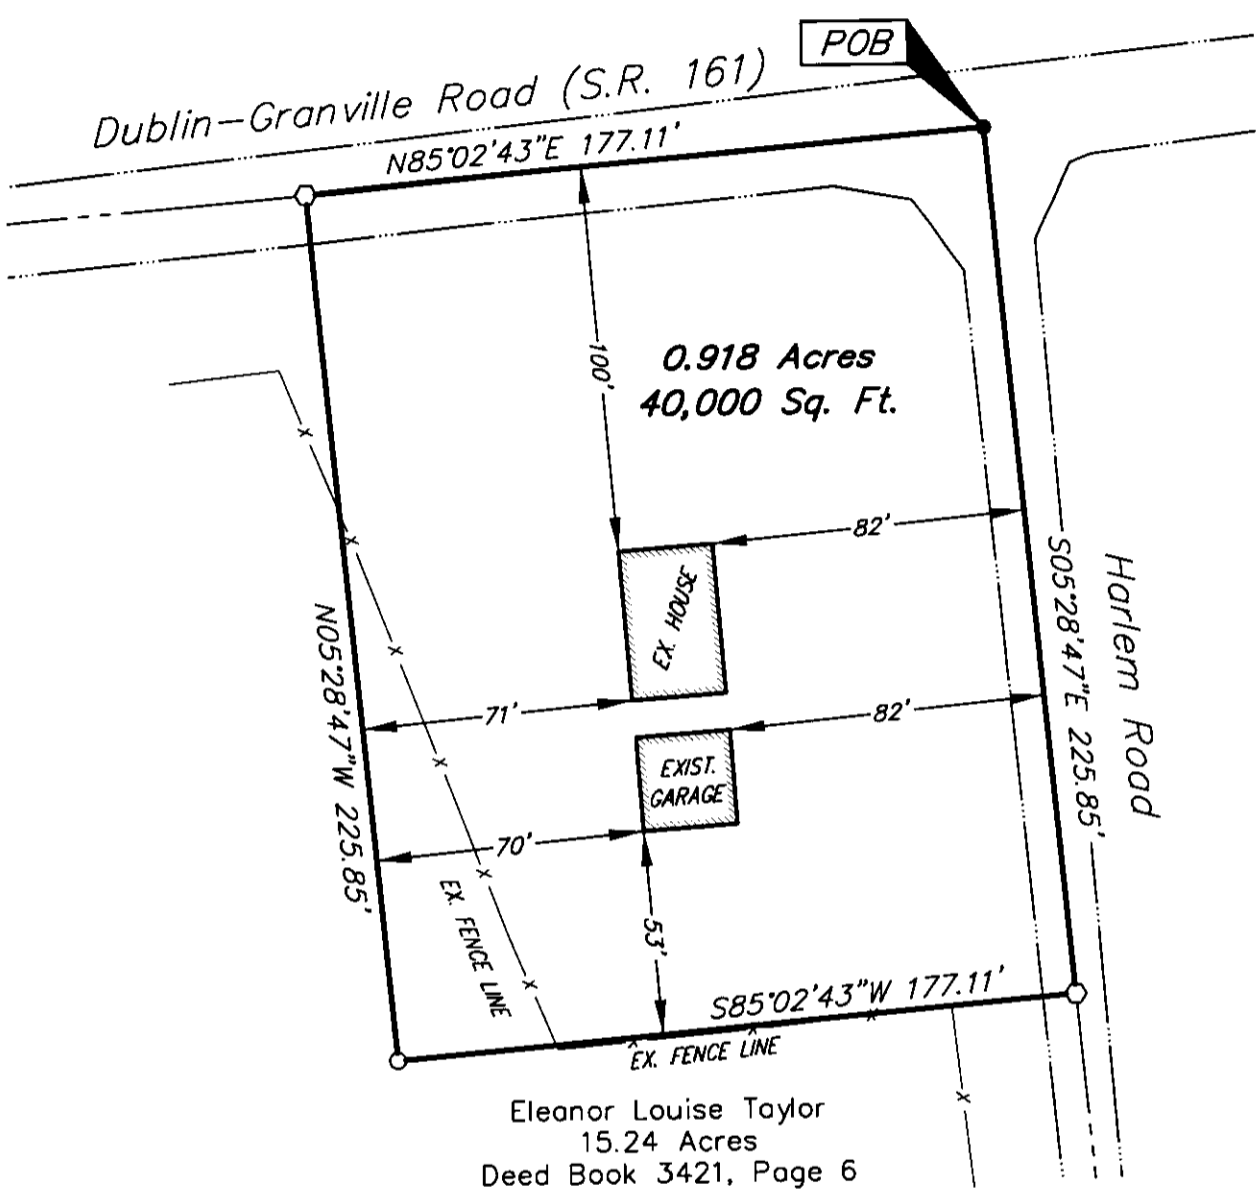 POB
Dublin-Granville Road (S.R. 161)
N85°02'43"E 177.11'
100'
0.918 Acres
40,000 Sq. Ft.
82'
EX. HOUSE
S05°28'47"E 225.85'
Harlem Road
N05°28'47"W 225.85'
71'
82'
EXIST.
GARAGE
70'
EX. FENCE LINE
53'
S85°02'43"W 177.11'
EX. FENCE LINE
Eleanor Louise Taylor
15.24 Acres
Deed Book 3421, Page 6